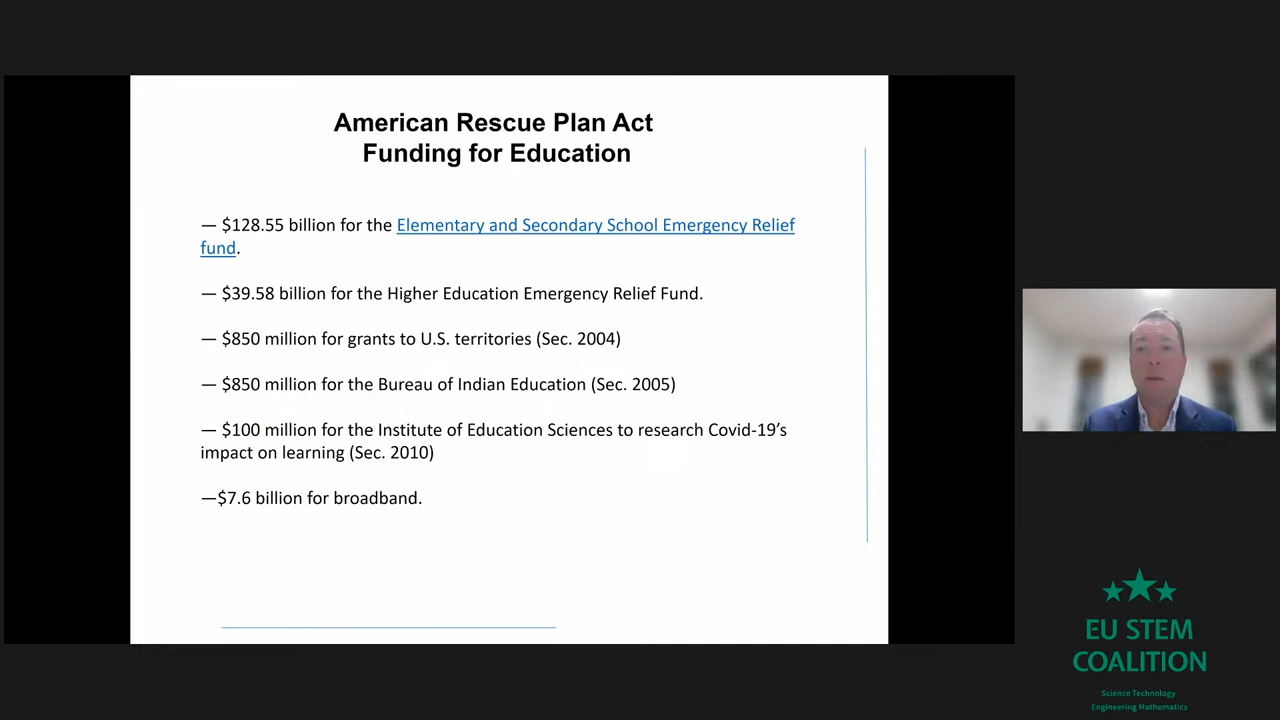 American Rescue Plan Act
Funding for Education
— $128.55 billion for the Elementary and Secondary School Emergency Relief
fund.
— $39.58 billion for the Higher Education Emergency Relief Fund.
— $850 million for grants to U.S. territories (Sec. 2004)
— $850 million for the Bureau of Indian Education (Sec. 2005)
— $100 million for the Institute of Education Sciences to research Covid-19’s
impact on learning (Sec. 2010)
—$7.6 billion for broadband.
EU STEM
COALITION
Science Technology
Engineering Mathematics